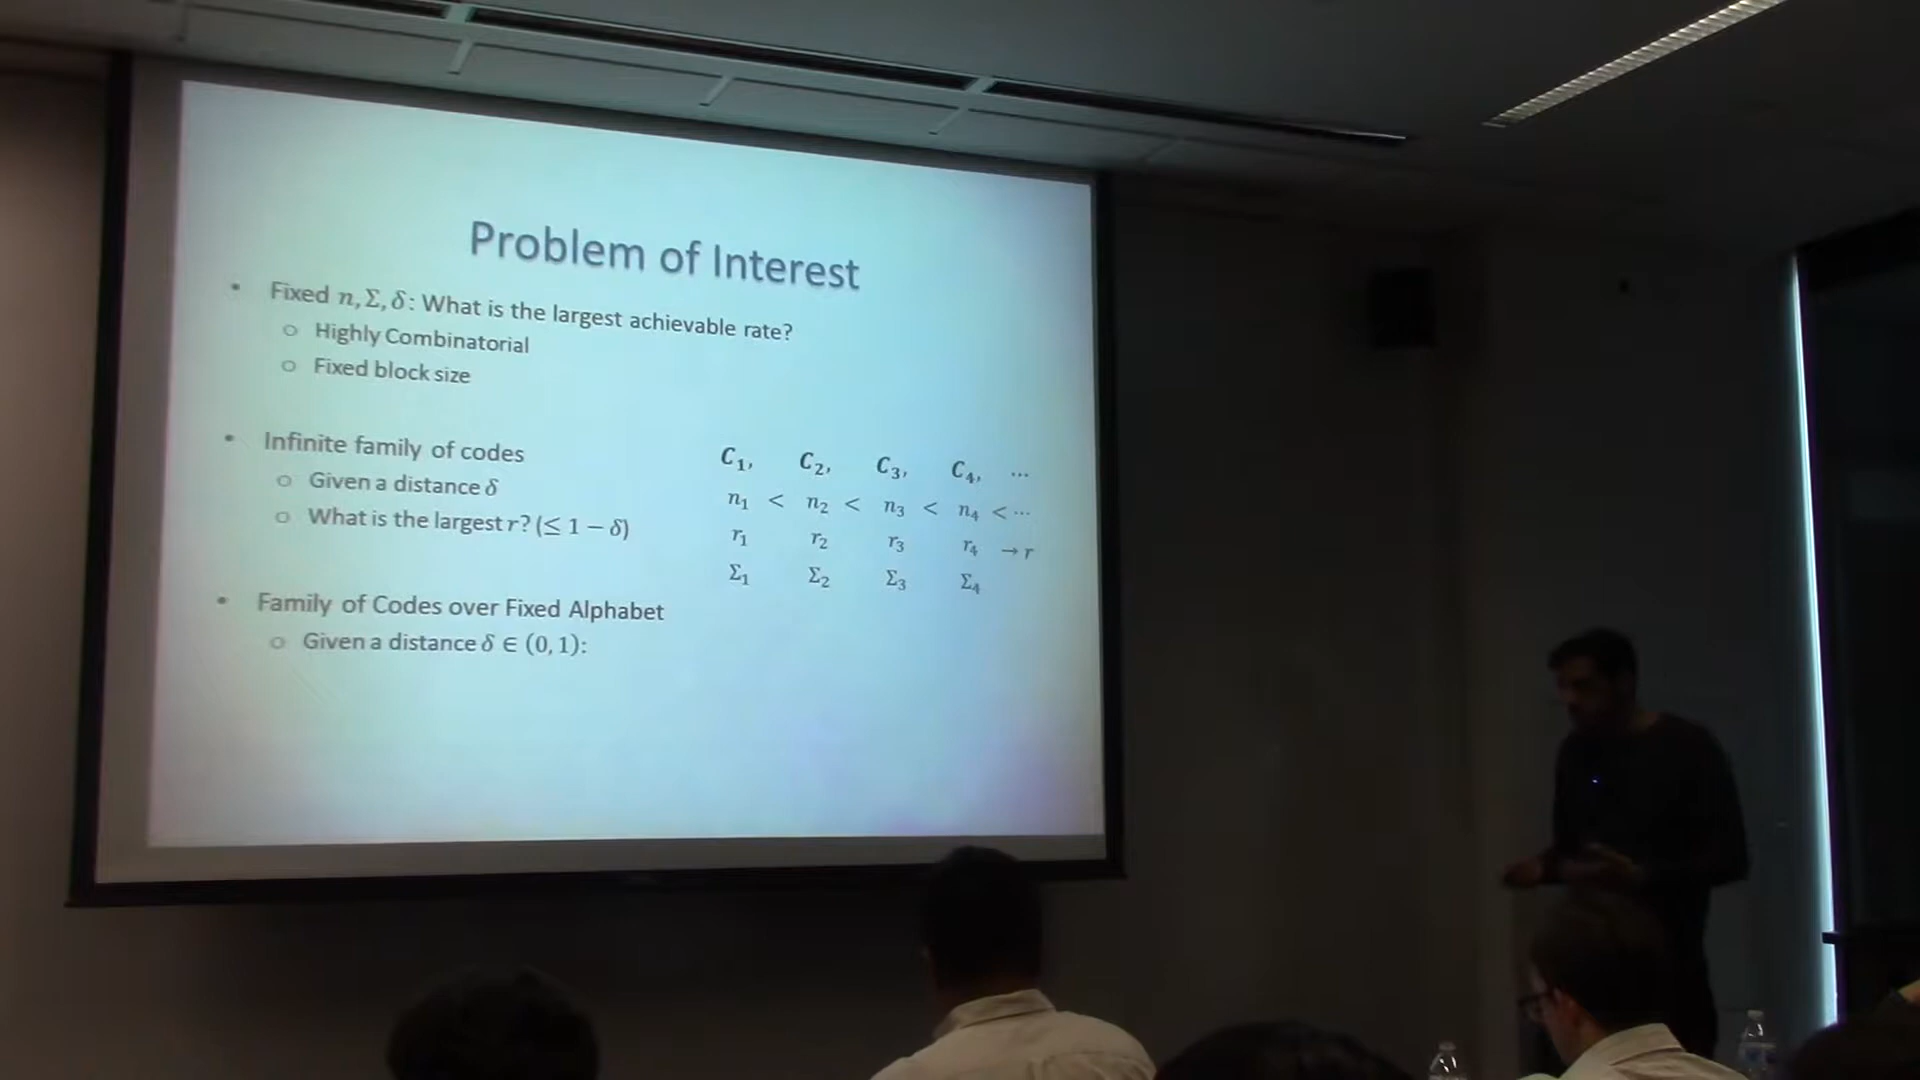 Problem of Interest
• Fixed n, Σ, δ: What is the largest achievable rate?
o Highly Combinatorial
o Fixed block size
• Infinite family of codes
o Given a distance δ
o What is the largest r? (≤ 1 − δ)
C₁, C₂, C₃, C₄, ...
n₁ < n₂ < n₃ < n₄ < ⋯
r₁ r₂ r₃ r₄ → r
Σ₁ Σ₂ Σ₃ Σ₄
• Family of Codes over Fixed Alphabet
o Given a distance δ ∈ (0, 1):